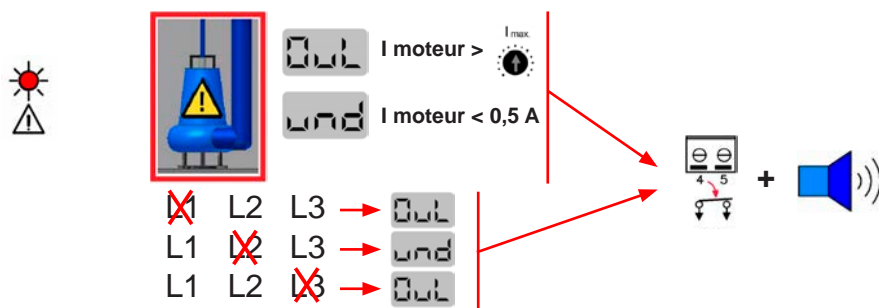 I max.
OuL I moteur >
und I moteur < 0,5 A
4 5
+
L1 L2 L3 → OuL
L1 L2 L3 → und
L1 L2 L3 → OuL